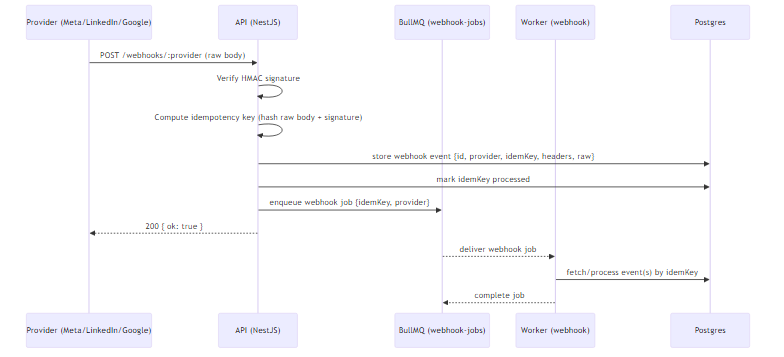 Provider (Meta/LinkedIn/Google)
API (NestJS)
BullMQ (webhook-jobs)
Worker (webhook)
Postgres
POST /webhooks/:provider (raw body)
Verify HMAC signature
Compute idempotency key (hash raw body + signature)
store webhook event {id, provider, idemKey, headers, raw}
mark idemKey processed
enqueue webhook job {idemKey, provider}
200 { ok: true }
deliver webhook job
fetch/process event(s) by idemKey
complete job
Provider (Meta/LinkedIn/Google)
API (NestJS)
BullMQ (webhook-jobs)
Worker (webhook)
Postgres